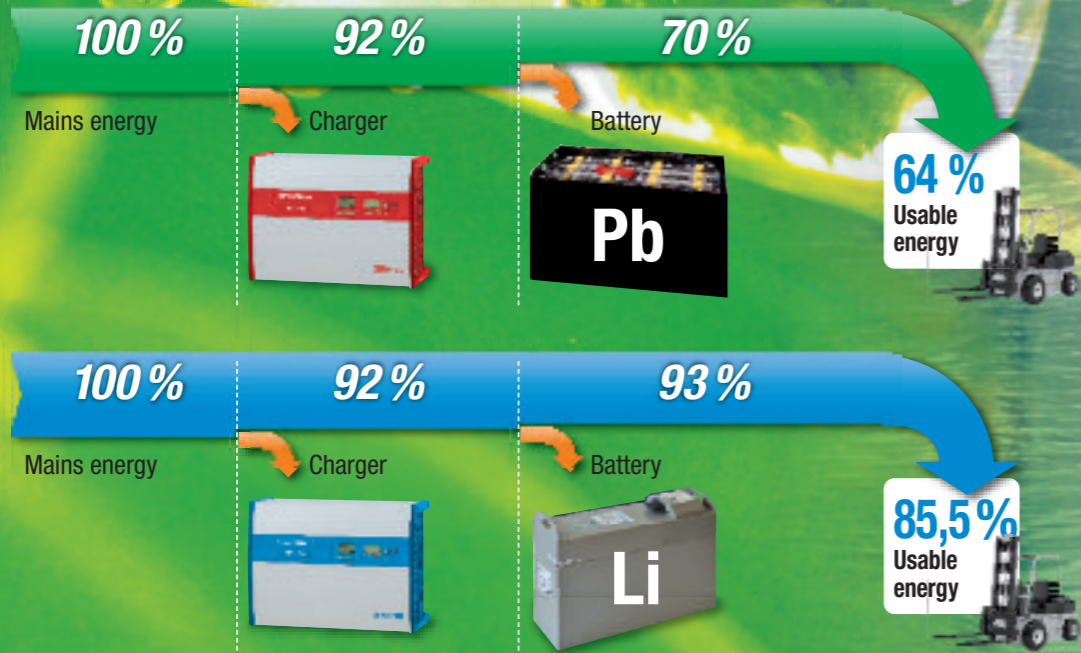 100 % 92 % 70 %
Mains energy Charger Battery
Pb
64 %
Usable
energy
100 % 92 % 93 %
Mains energy Charger Battery
Li
85,5 %
Usable
energy